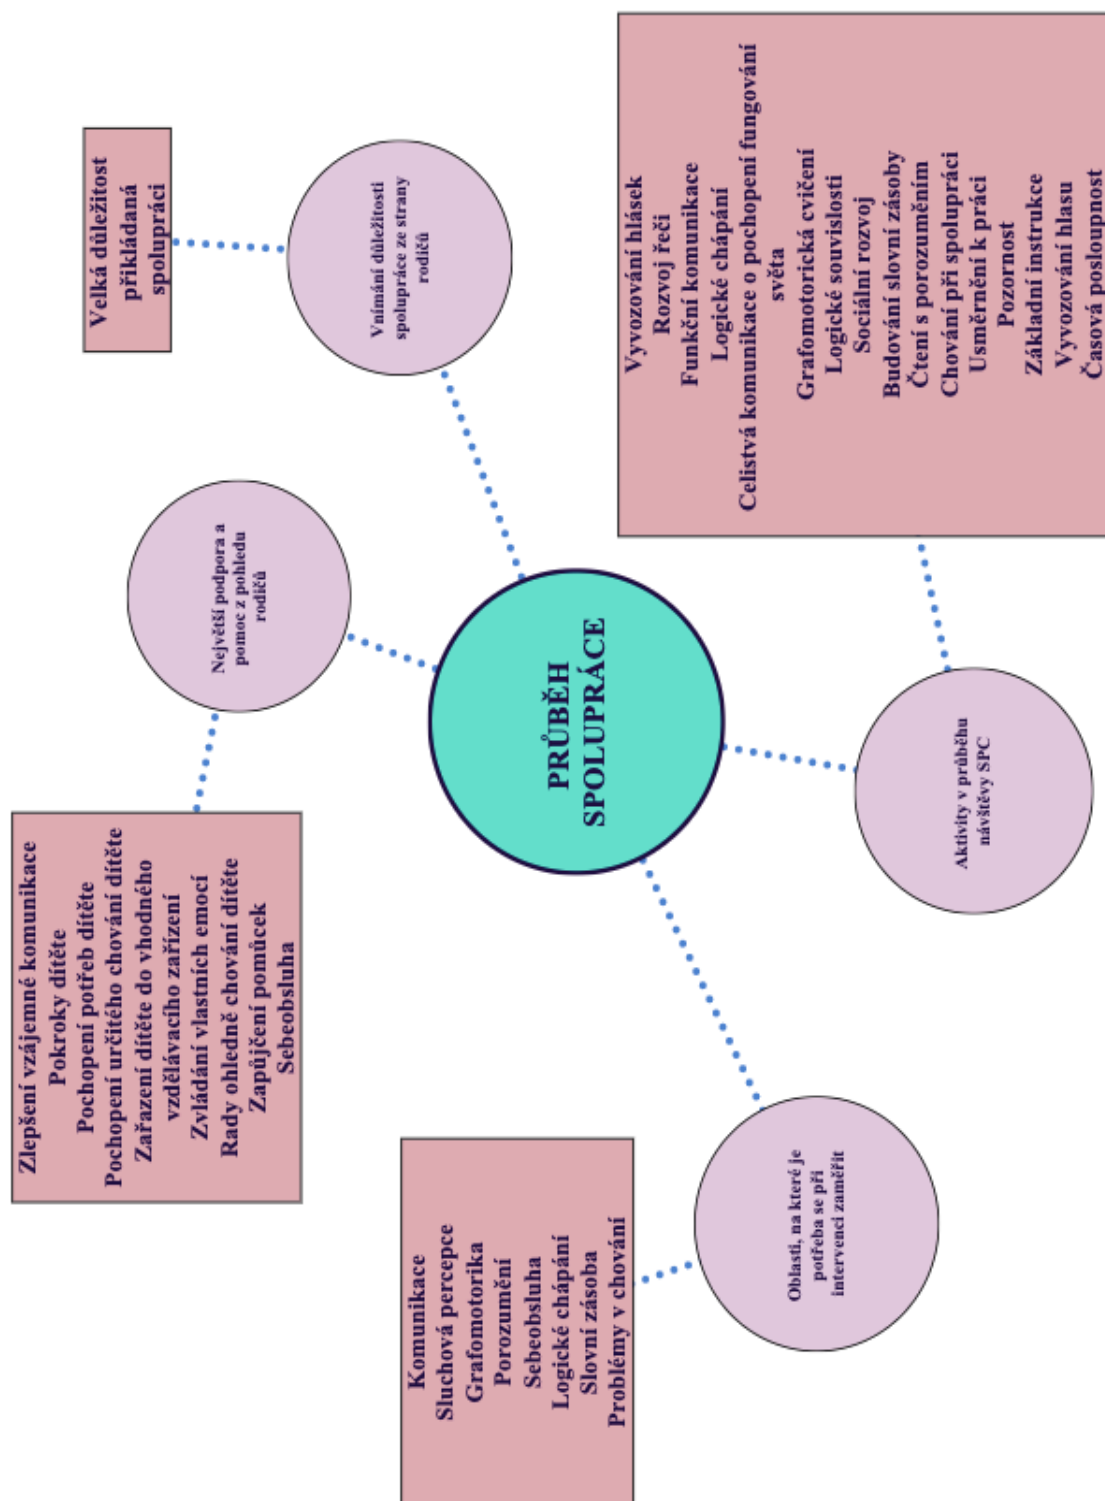 Zlepšení vzájemné komunikace
Pokroky dítěte
Pochopení potřeb dítěte
Pochopení určitého chování dítěte
Zařazení dítěte do vhodného
vzdělávacího zařízení
Zvládání vlastních emocí
Rady ohledně chování dítěte
Zapůjčení pomůcek
Sebeobsluha
Největší podpora a
pomoc z pohledu
rodičů
Velká důležitost
přikládaná
spolupráci
Vnímání důležitosti
spolupráce ze strany
rodičů
PRŮBĚH
SPOLUPRÁCE
Komunikace
Sluchová percepce
Grafomotorika
Porozumění
Sebeobsluha
Logické chápání
Slovní zásoba
Problémy v chování
Oblasti, na které je
potřeba se při
intervenci zaměřit
Aktivity v průběhu
návštěvy SPC
Vyvozování hlásek
Rozvoj řeči
Funkční komunikace
Logické chápání
Celistvá komunikace o pochopení fungování
světa
Grafomotorická cvičení
Logické souvislosti
Sociální rozvoj
Budování slovní zásoby
Čtení s porozuměním
Chování při spolupráci
Usměrnění k práci
Pozornost
Základní instrukce
Vyvozování hlasu
Časová posloupnost